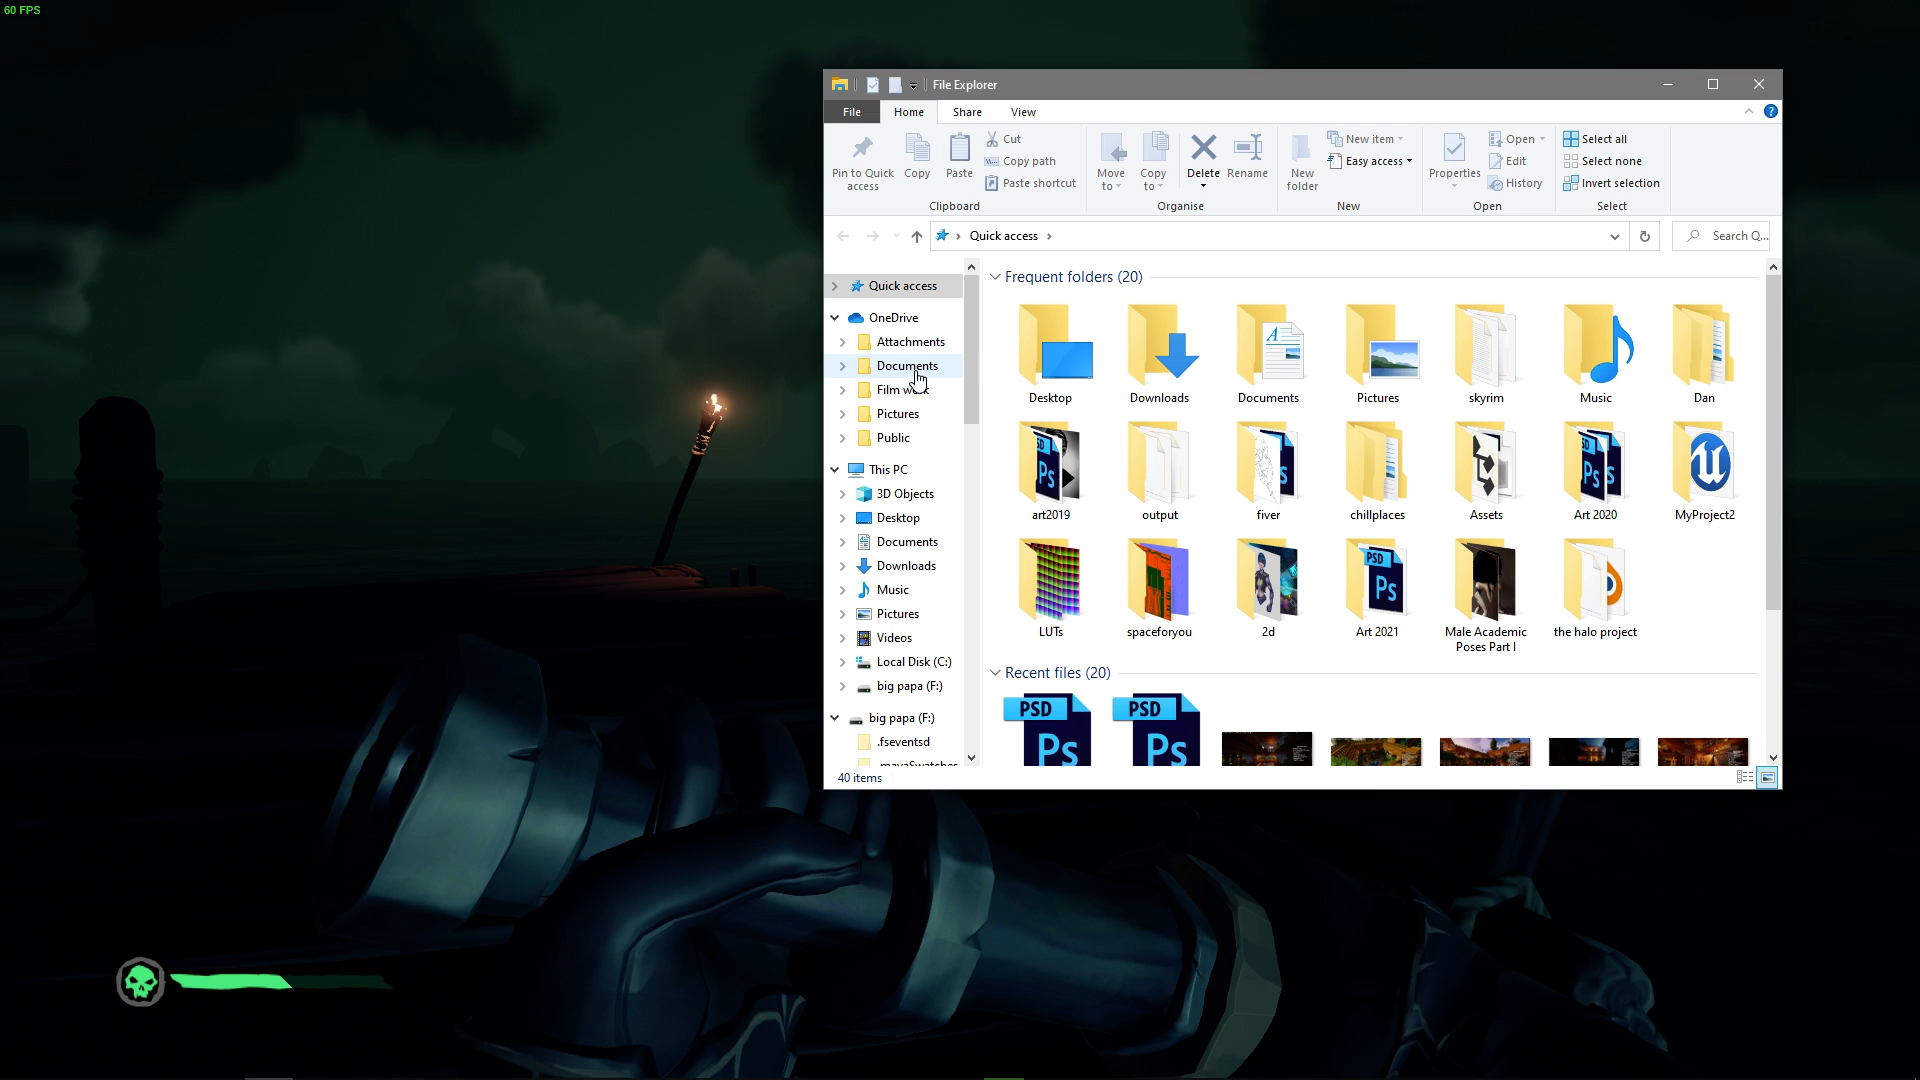 60 FPS
File Explorer
File Home Share View
Pin to Quick access
Copy
Paste
Cut
Copy path
Paste shortcut
Clipboard
Move to
Copy to
Delete
Rename
Organise
New folder
New item
Easy access
New
Properties
Open
Edit
History
Open
Select all
Select none
Invert selection
Select
Quick access
Search Q...
Quick access
OneDrive
Attachments
Documents
Film work
Pictures
Public
This PC
3D Objects
Desktop
Documents
Downloads
Music
Pictures
Videos
Local Disk (C:)
big papa (F:)
big papa (F:)
.fseventsd
.mayaSwatches
Frequent folders (20)
Desktop Downloads Documents Pictures skyrim Music Dan
art2019 output fiver chillplaces Assets Art 2020 MyProject2
LUTs spaceforyou 2d Art 2021 Male Academic Poses Part I the halo project
Recent files (20)
PSD PSD
Ps Ps
40 items